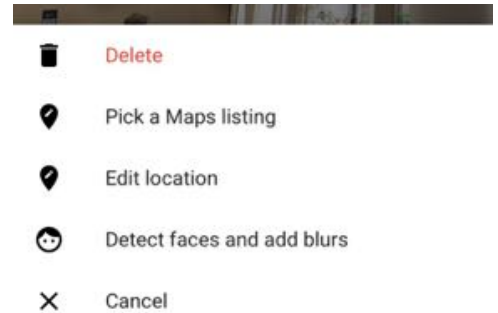 Delete
Pick a Maps listing
Edit location
Detect faces and add blurs
Cancel